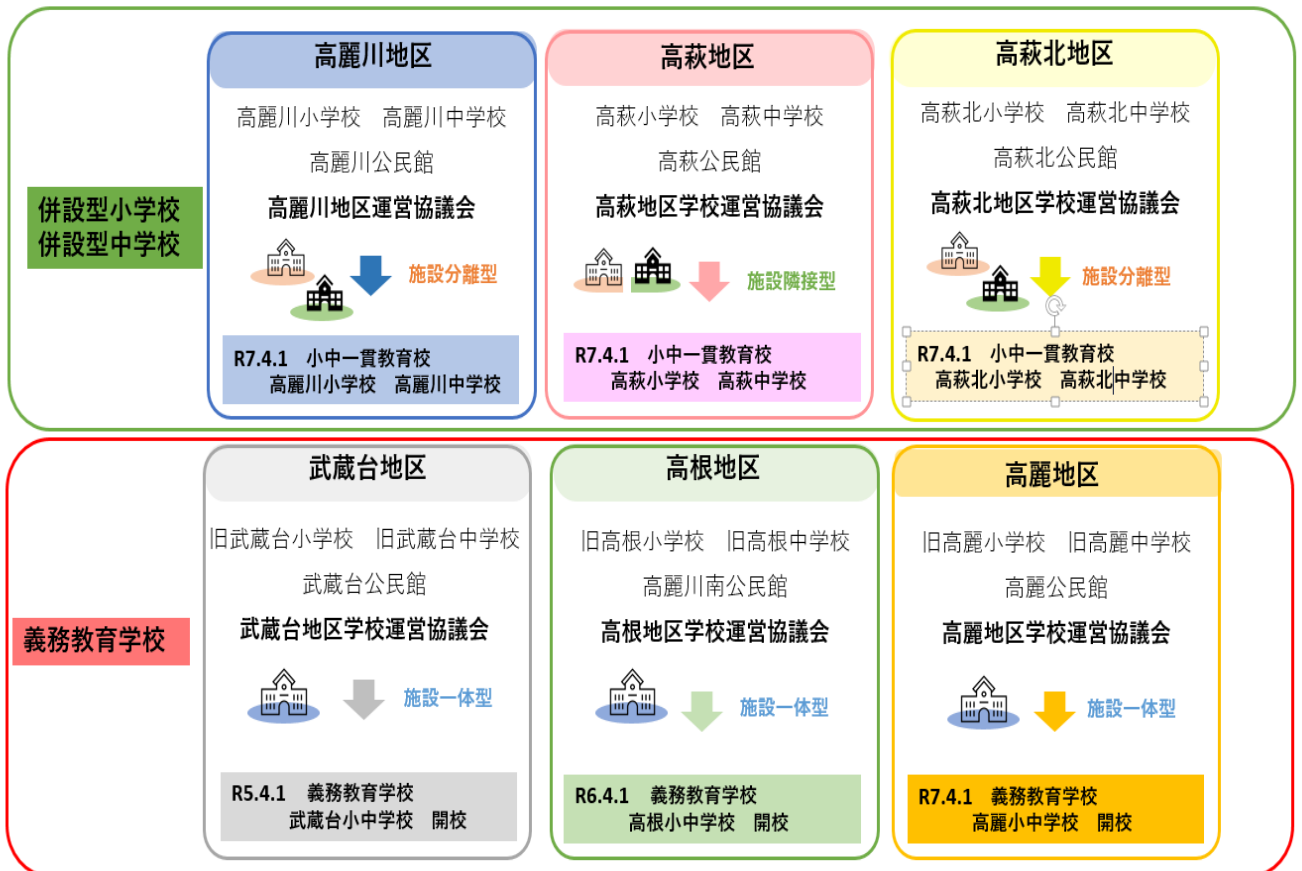 併設型小学校
併設型中学校
高麗川地区
高麗川小学校　高麗川中学校
高麗川公民館
高麗川地区運営協議会
施設分離型
R7.4.1　小中一貫教育校
高麗川小学校　高麗川中学校
高萩地区
高萩小学校　高萩中学校
高萩公民館
高萩地区学校運営協議会
施設隣接型
R7.4.1　小中一貫教育校
高萩小学校　高萩中学校
高萩北地区
高萩北小学校　高萩北中学校
高萩北公民館
高萩北地区学校運営協議会
施設分離型
R7.4.1　小中一貫教育校
高萩北小学校　高萩北中学校
義務教育学校
武蔵台地区
旧武蔵台小学校　旧武蔵台中学校
武蔵台公民館
武蔵台地区学校運営協議会
施設一体型
R5.4.1　義務教育学校
武蔵台小中学校　開校
高根地区
旧高根小学校　旧高根中学校
高麗川南公民館
高根地区学校運営協議会
施設一体型
R6.4.1　義務教育学校
高根小中学校　開校
高麗地区
旧高麗小学校　旧高麗中学校
高麗公民館
高麗地区学校運営協議会
施設一体型
R7.4.1　義務教育学校
高麗小中学校　開校